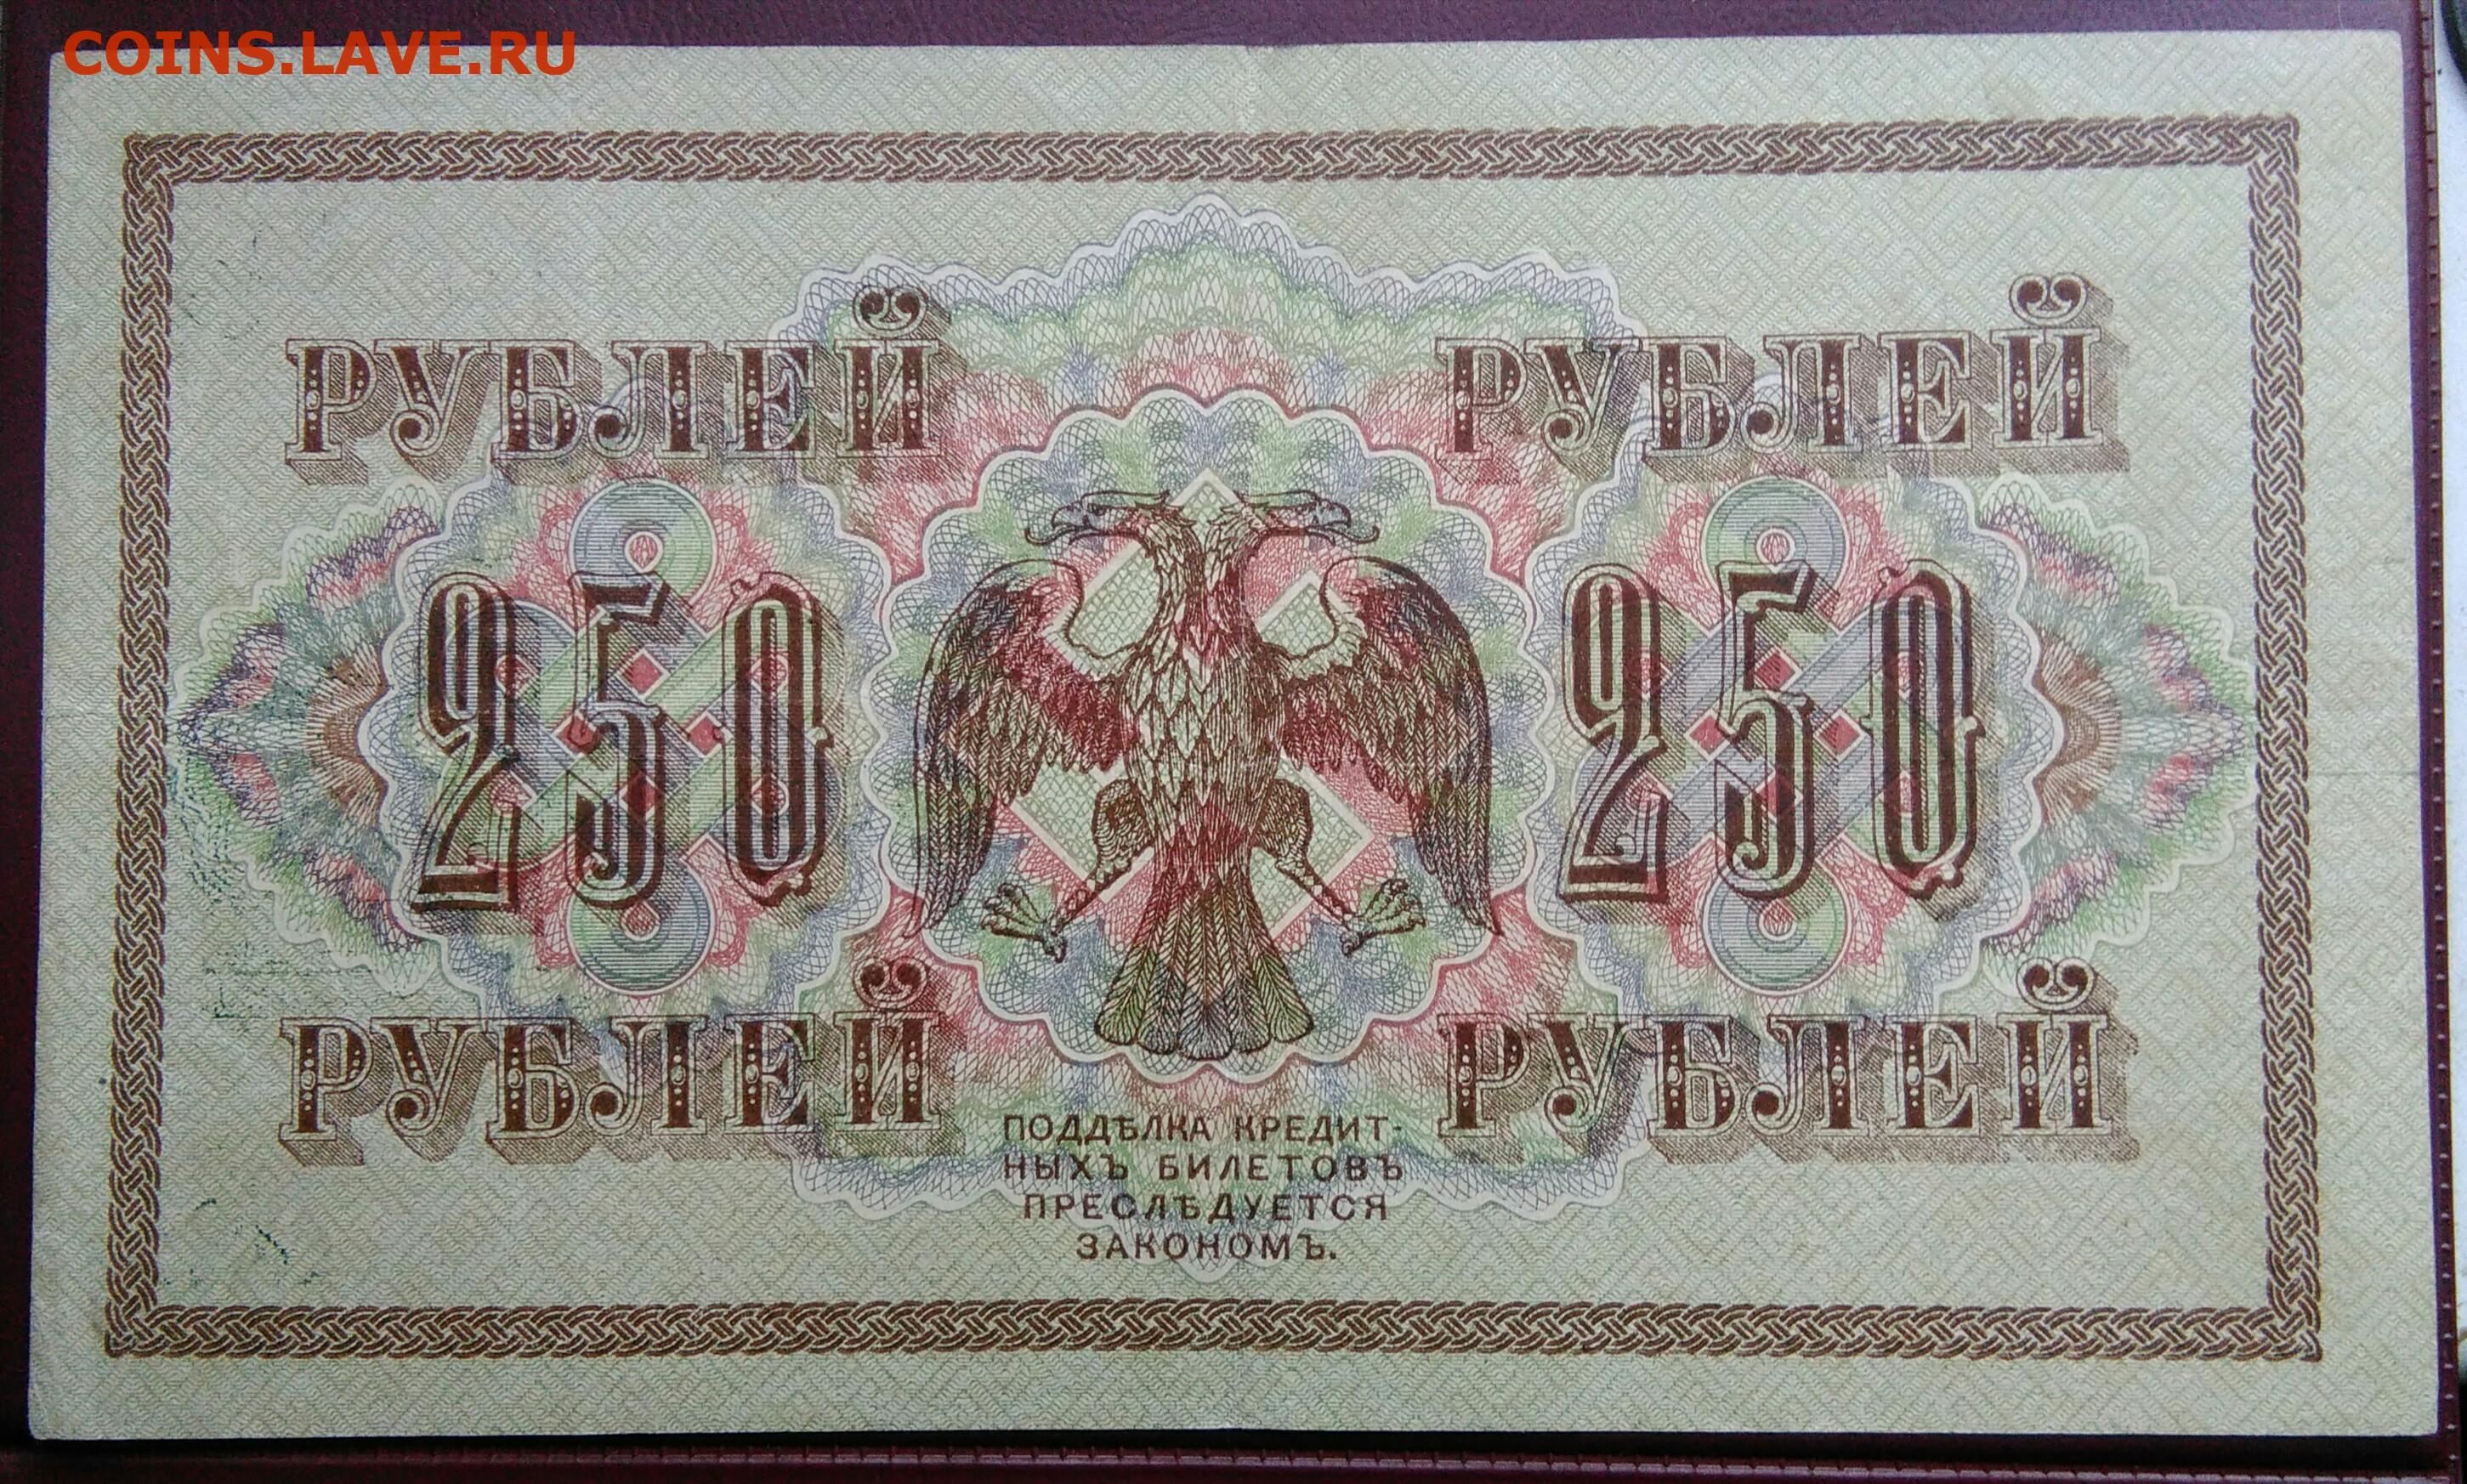 COINS.LAVE.RU
РУБЛЕЙ РУБЛЕЙ
250 250
РУБЛЕЙ РУБЛЕЙ
ПОДДѢЛКА КРЕДИТ-
НЫХЪ БИЛЕТОВЪ
ПРЕСЛѢДУЕТСЯ
ЗАКОНОМЪ.